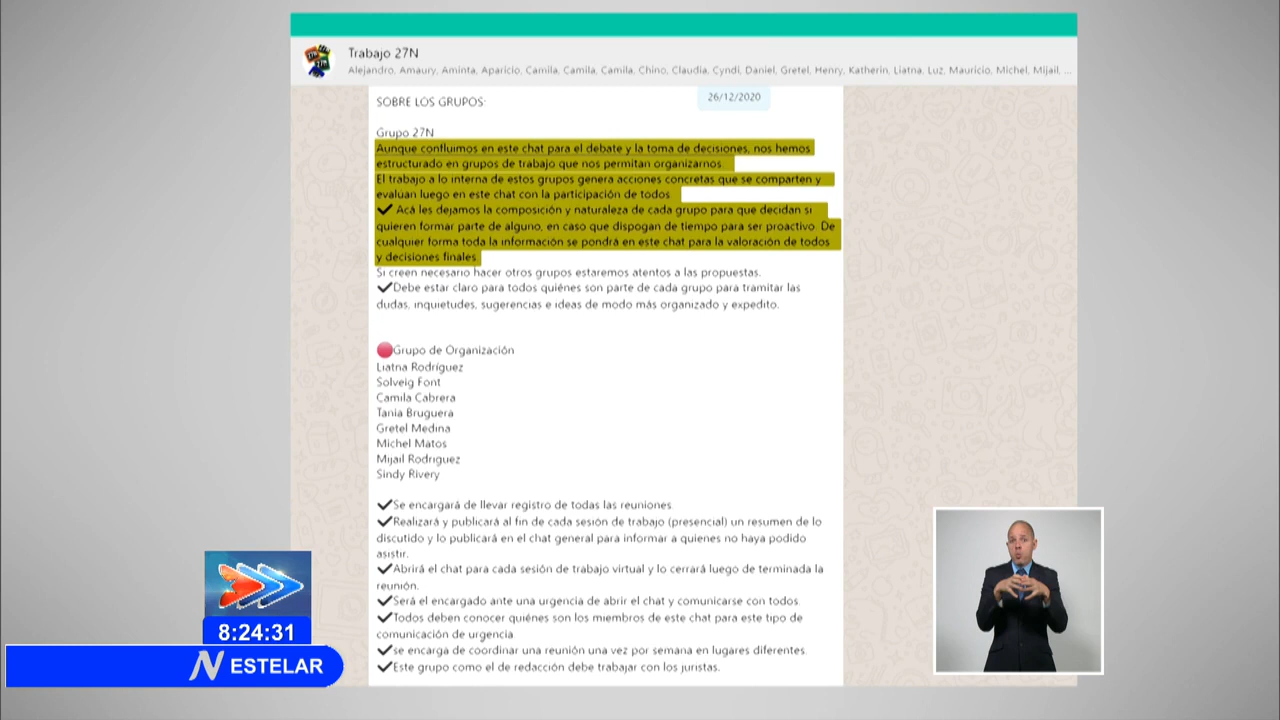 Trabajo 27N
Alejandro, Amaury, Aminta, Aparicio, Camila, Camila, Camila, Chino, Claudia, Cyndi, Daniel, Gretel, Henry, Katherin, Liatna, Luz, Mauricio, Michel, Mijail, ...
26/12/2020
SOBRE LOS GRUPOS:
Grupo 27N
Aunque confluimos en este chat para el debate y la toma de decisiones, nos hemos
estructurado en grupos de trabajo que nos permitan organizarnos.
El trabajo a lo interna de estos grupos genera acciones concretas que se comparten y
evalúan luego en este chat con la participación de todos.
✔ Acá les dejamos la composición y naturaleza de cada grupo para que decidan si
quieren formar parte de alguno, en caso que dispogan de tiempo para ser proactivo. De
cualquier forma toda la información se pondrá en este chat para la valoración de todos
y decisiones finales.
Si creen necesario hacer otros grupos estaremos atentos a las propuestas.
✔Debe estar claro para todos quiénes son parte de cada grupo para tramitar las
dudas, inquietudes, sugerencias e ideas de modo más organizado y expedito.
🔴Grupo de Organización
Liatna Rodríguez
Solveig Font
Camila Cabrera
Tania Bruguera
Gretel Medina
Michel Matos
Mijail Rodriguez
Sindy Rivery
✔Se encargará de llevar registro de todas las reuniones.
✔Realizará y publicará al fin de cada sesión de trabajo (presencial) un resumen de lo
discutido y lo publicará en el chat general para informar a quienes no haya podido
asistir.
✔Abrirá el chat para cada sesión de trabajo virtual y lo cerrará luego de terminada la
reunión.
✔Será el encargado ante una urgencia de abrir el chat y comunicarse con todos.
✔Todos deben conocer quiénes son los miembros de este chat para este tipo de
comunicación de urgencia.
✔se encarga de coordinar una reunión una vez por semana en lugares diferentes.
✔Este grupo como el de redacción debe trabajar con los juristas.
8:24:31
N ESTELAR